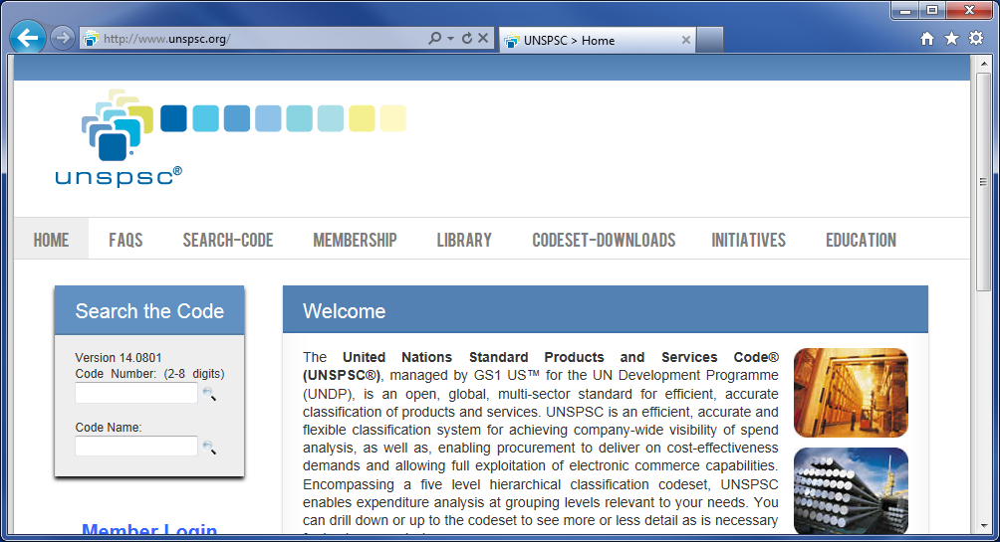 http://www.unspsc.org/
UNSPSC > Home
unspsc®
HOME FAQS SEARCH-CODE MEMBERSHIP LIBRARY CODESET-DOWNLOADS INITIATIVES EDUCATION
Search the Code
Version 14.0801
Code Number: (2-8 digits)
Code Name:
Member Login
Welcome
The United Nations Standard Products and Services Code®
(UNSPSC®), managed by GS1 US™ for the UN Development Programme
(UNDP), is an open, global, multi-sector standard for efficient, accurate
classification of products and services. UNSPSC is an efficient, accurate and
flexible classification system for achieving company-wide visibility of spend
analysis, as well as, enabling procurement to deliver on cost-effectiveness
demands and allowing full exploitation of electronic commerce capabilities.
Encompassing a five level hierarchical classification codeset, UNSPSC
enables expenditure analysis at grouping levels relevant to your needs. You
can drill down or up to the codeset to see more or less detail as is necessary